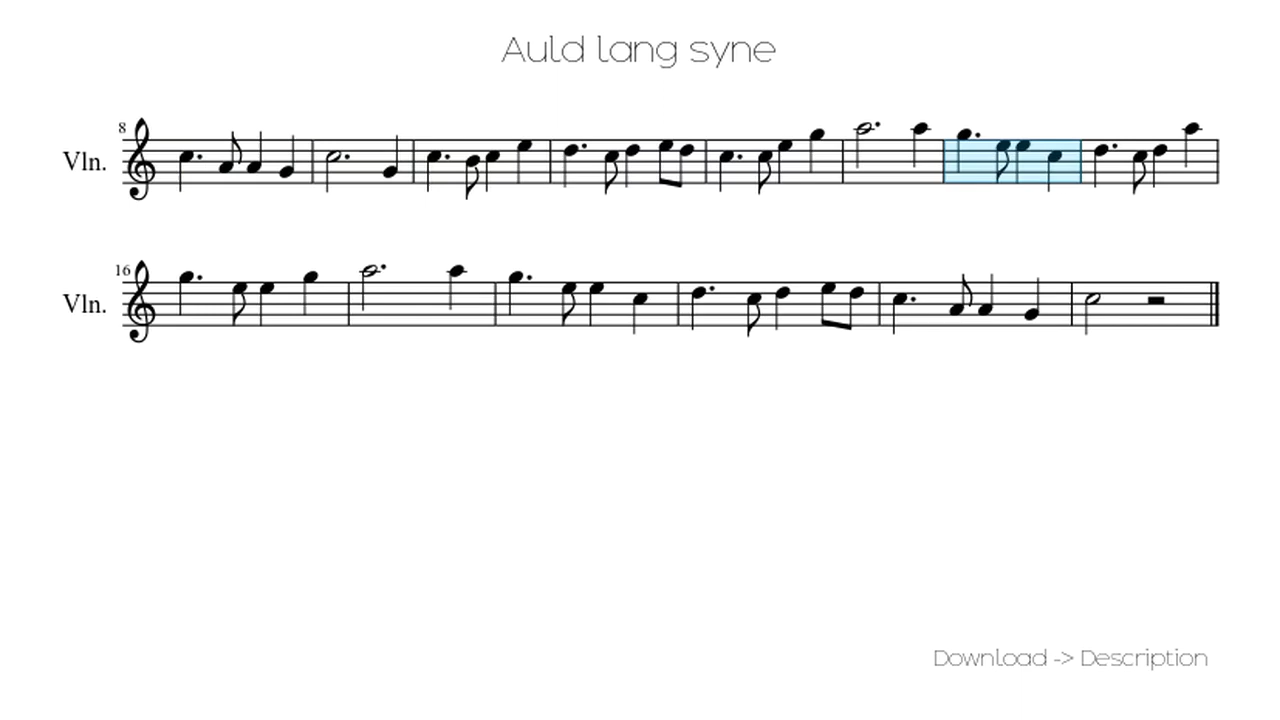 Auld lang syne
8
Vln.
16
Vln.
Download -> Description